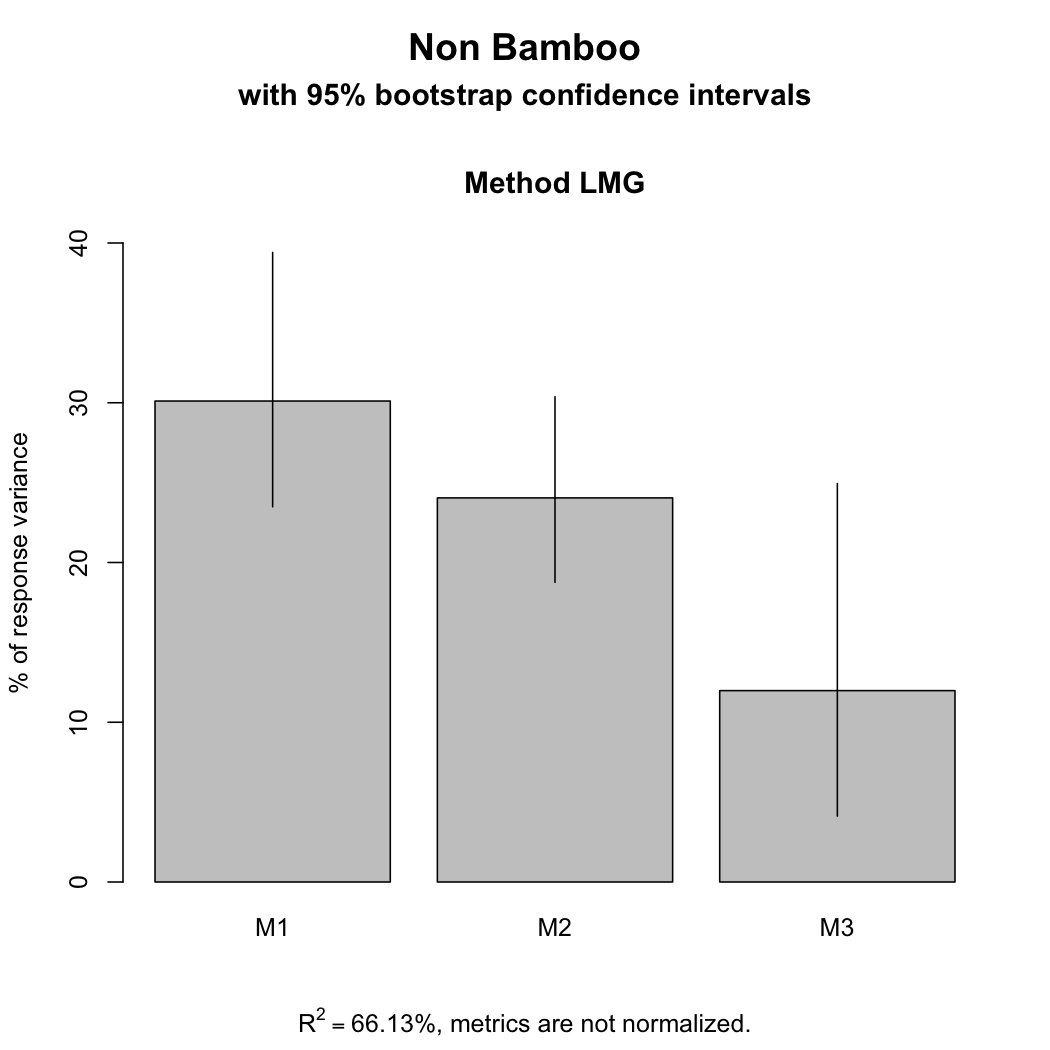 Non Bamboo
with 95% bootstrap confidence intervals
Method LMG
% of response variance
40
30
20
10
0
M1 M2 M3
R² = 66.13%, metrics are not normalized.